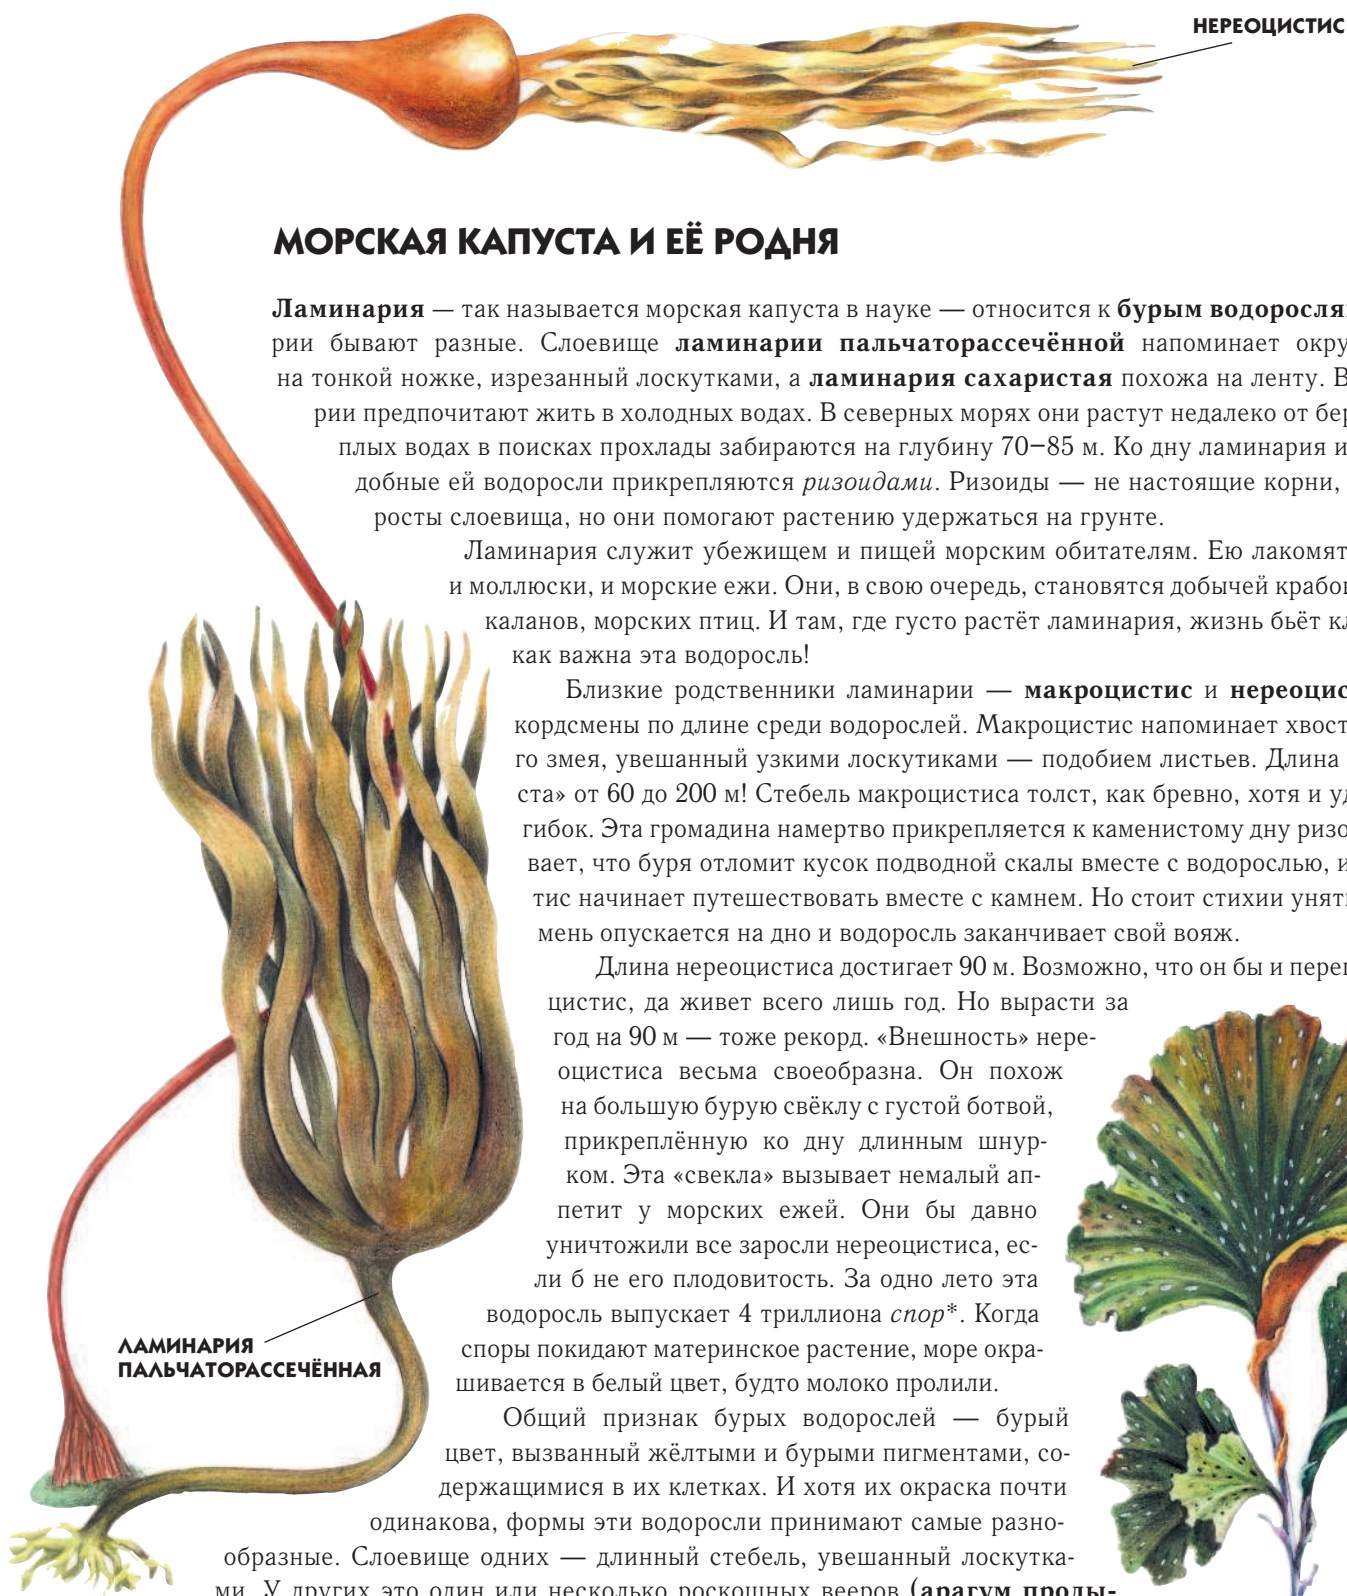 НЕРЕОЦИСТИС
МОРСКАЯ КАПУСТА И ЕЁ РОДНЯ
Ламинария — так называется морская капуста в науке — относится к бурым водоросля
рии бывают разные. Слоевище ламинарии пальчаторассечённой напоминает окру
на тонкой ножке, изрезанный лоскутками, а ламинария сахаристая похожа на ленту. В
рии предпочитают жить в холодных водах. В северных морях они растут недалеко от бер
плых водах в поисках прохлады забираются на глубину 70–85 м. Ко дну ламинария и
добные ей водоросли прикрепляются ризоидами. Ризоиды — не настоящие корни,
росты слоевища, но они помогают растению удержаться на грунте.
Ламинария служит убежищем и пищей морским обитателям. Ею лакомят
и моллюски, и морские ежи. Они, в свою очередь, становятся добычей крабо
каланов, морских птиц. И там, где густо растёт ламинария, жизнь бьёт кл
как важна эта водоросль!
Близкие родственники ламинарии — макроцистис и нереоцис
кордсмены по длине среди водорослей. Макроцистис напоминает хвост
го змея, увешанный узкими лоскутиками — подобием листьев. Длина
ста» от 60 до 200 м! Стебель макроцистиса толст, как бревно, хотя и уд
гибок. Эта громадина намертво прикрепляется к каменистому дну ризо
вает, что буря отломит кусок подводной скалы вместе с водорослью, и
тис начинает путешествовать вместе с камнем. Но стоит стихии унят
мень опускается на дно и водоросль заканчивает свой вояж.
Длина нереоцистиса достигает 90 м. Возможно, что он бы и перег
цистис, да живет всего лишь год. Но вырасти за
год на 90 м — тоже рекорд. «Внешность» нере-
оцистиса весьма своеобразна. Он похож
на большую бурую свёклу с густой ботвой,
прикреплённую ко дну длинным шнур-
ком. Эта «свекла» вызывает немалый ап-
петит у морских ежей. Они бы давно
уничтожили все заросли нереоцистиса, ес-
ли б не его плодовитость. За одно лето эта
водоросль выпускает 4 триллиона спор*. Когда
споры покидают материнское растение, море окра-
шивается в белый цвет, будто молоко пролили.
ЛАМИНАРИЯ
ПАЛЬЧАТОРАССЕЧЁННАЯ
Общий признак бурых водорослей — бурый
цвет, вызванный жёлтыми и бурыми пигментами, со-
держащимися в их клетках. И хотя их окраска почти
одинакова, формы эти водоросли принимают самые разно-
образные. Слоевище одних — длинный стебель, увешанный лоскутка-
ми. У других это один или несколько роскошных вееров (арагум проды-